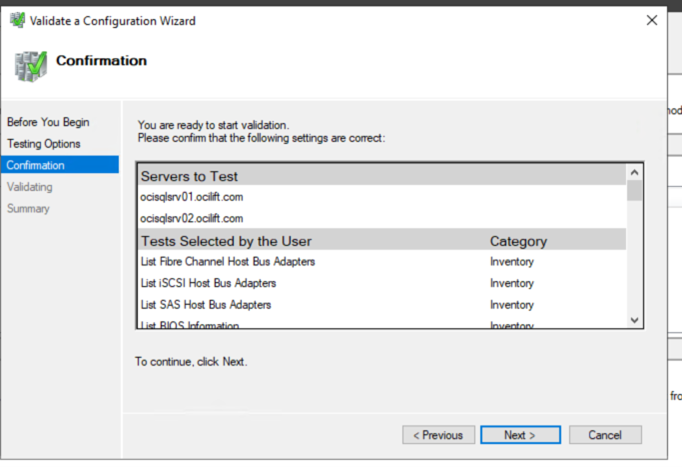 Validate a Configuration Wizard
Confirmation
Before You Begin
Testing Options
Confirmation
Validating
Summary
You are ready to start validation.
Please confirm that the following settings are correct:
Servers to Test
ocisqlsrv01.ocilift.com
ocisqlsrv02.ocilift.com
Tests Selected by the User Category
List Fibre Channel Host Bus Adapters Inventory
List iSCSI Host Bus Adapters Inventory
List SAS Host Bus Adapters Inventory
List BIOS Information Inventory
To continue, click Next.
< Previous Next > Cancel